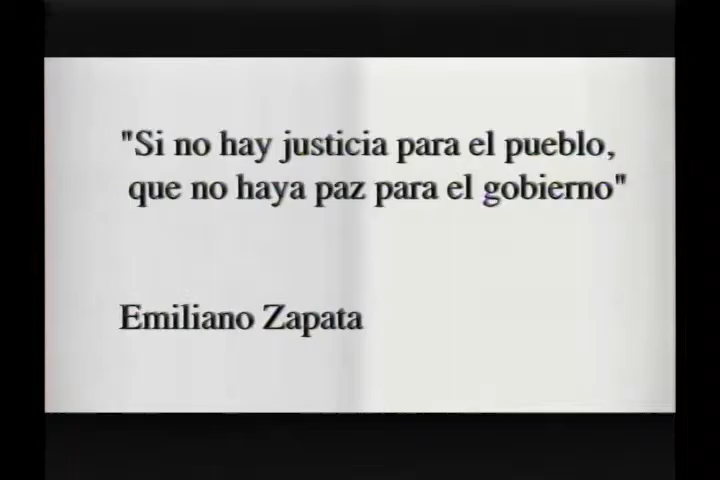 "Si no hay justicia para el pueblo,
que no haya paz para el gobierno"
Emiliano Zapata